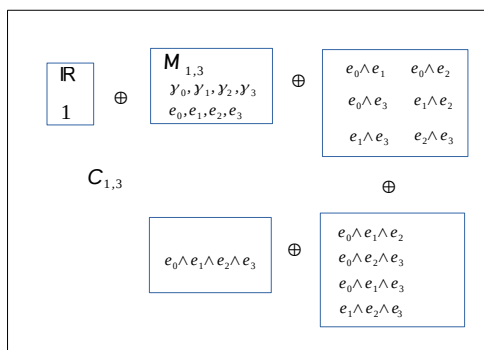 ℝ
1
⊕
M₁,₃
γ₀, γ₁, γ₂, γ₃
e₀, e₁, e₂, e₃
⊕
e₀∧e₁ e₀∧e₂
e₀∧e₃ e₁∧e₂
e₁∧e₃ e₂∧e₃
C₁,₃
⊕
e₀∧e₁∧e₂∧e₃
⊕
e₀∧e₁∧e₂
e₀∧e₂∧e₃
e₀∧e₁∧e₃
e₁∧e₂∧e₃